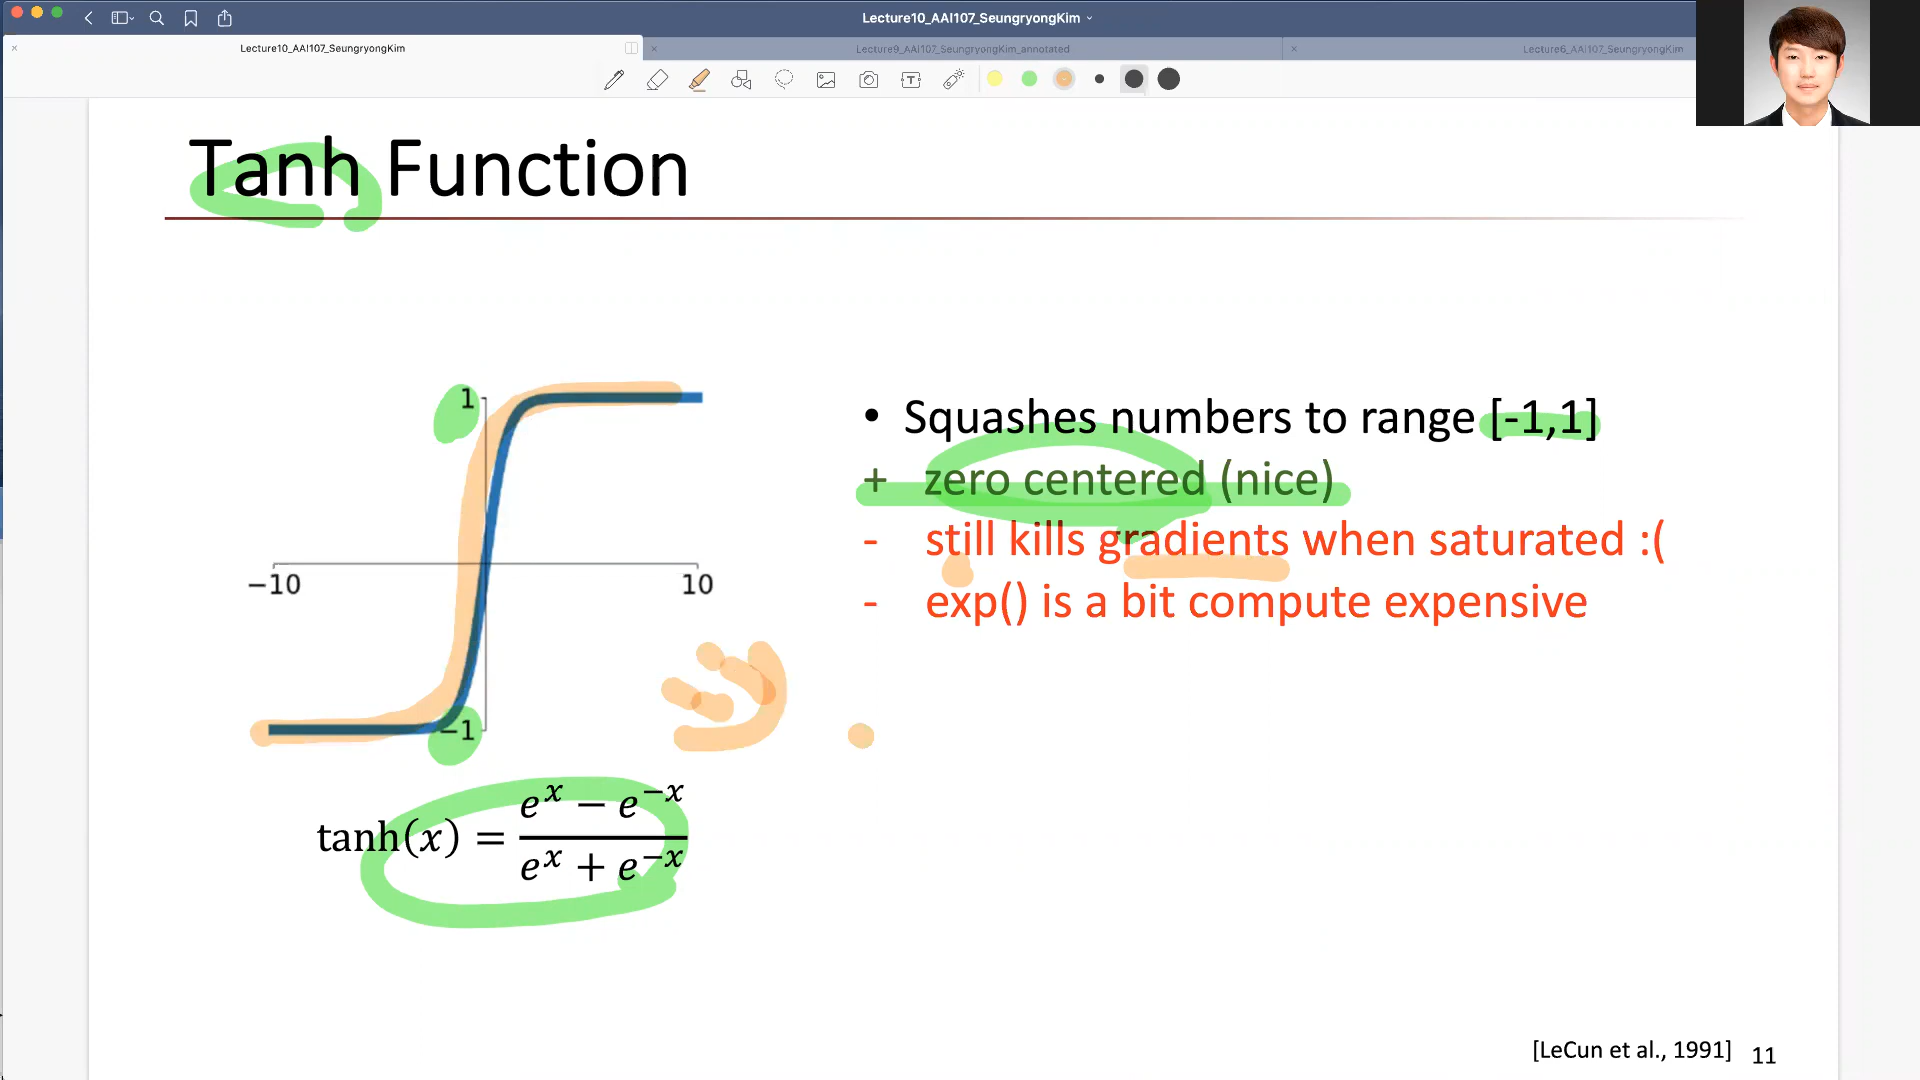 Lecture10_AAI107_SeungryongKim
Lecture10_AAI107_SeungryongKim
Lecture9_AAI107_SeungryongKim_annotated
Lecture6_AAI107_SeungryongKim
Tanh Function
1
−10
10
−1
tanh(x) = (e^x − e^−x) / (e^x + e^−x)
• Squashes numbers to range [-1,1]
+ zero centered (nice)
- still kills gradients when saturated :(
- exp() is a bit compute expensive
[LeCun et al., 1991]
11